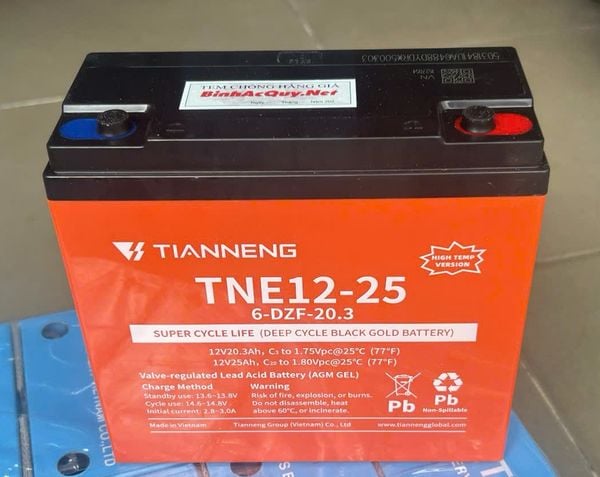 TEM CHỐNG HÀNG GIẢ
BinhAcQuy.Net
VN
TIANNENG
HIGH TEMP
VERSION
TNE12-25
6-DZF-20.3
SUPER CYCLE LIFE (DEEP CYCLE BLACK GOLD BATTERY)
12V20.3Ah, C₃ to 1.75Vpc@25°C (77°F)
12V25Ah, C₂₀ to 1.80Vpc@25°C (77°F)
Valve-regulated Lead Acid Battery (AGM GEL)
Charge Method
Standby use: 13.6–13.8V
Cycle use: 14.6–14.8V
Initial current: 2.8–3.0A
Warning
Risk of fire, explosion, or burns.
Do not disassemble, heat
above 60°C, or incinerate.
Pb
Pb
Non-Spillable
Made in Vietnam
Tianneng Group (Vietnam) Co., Ltd
www.tiannengglobal.com
CO.,LTD